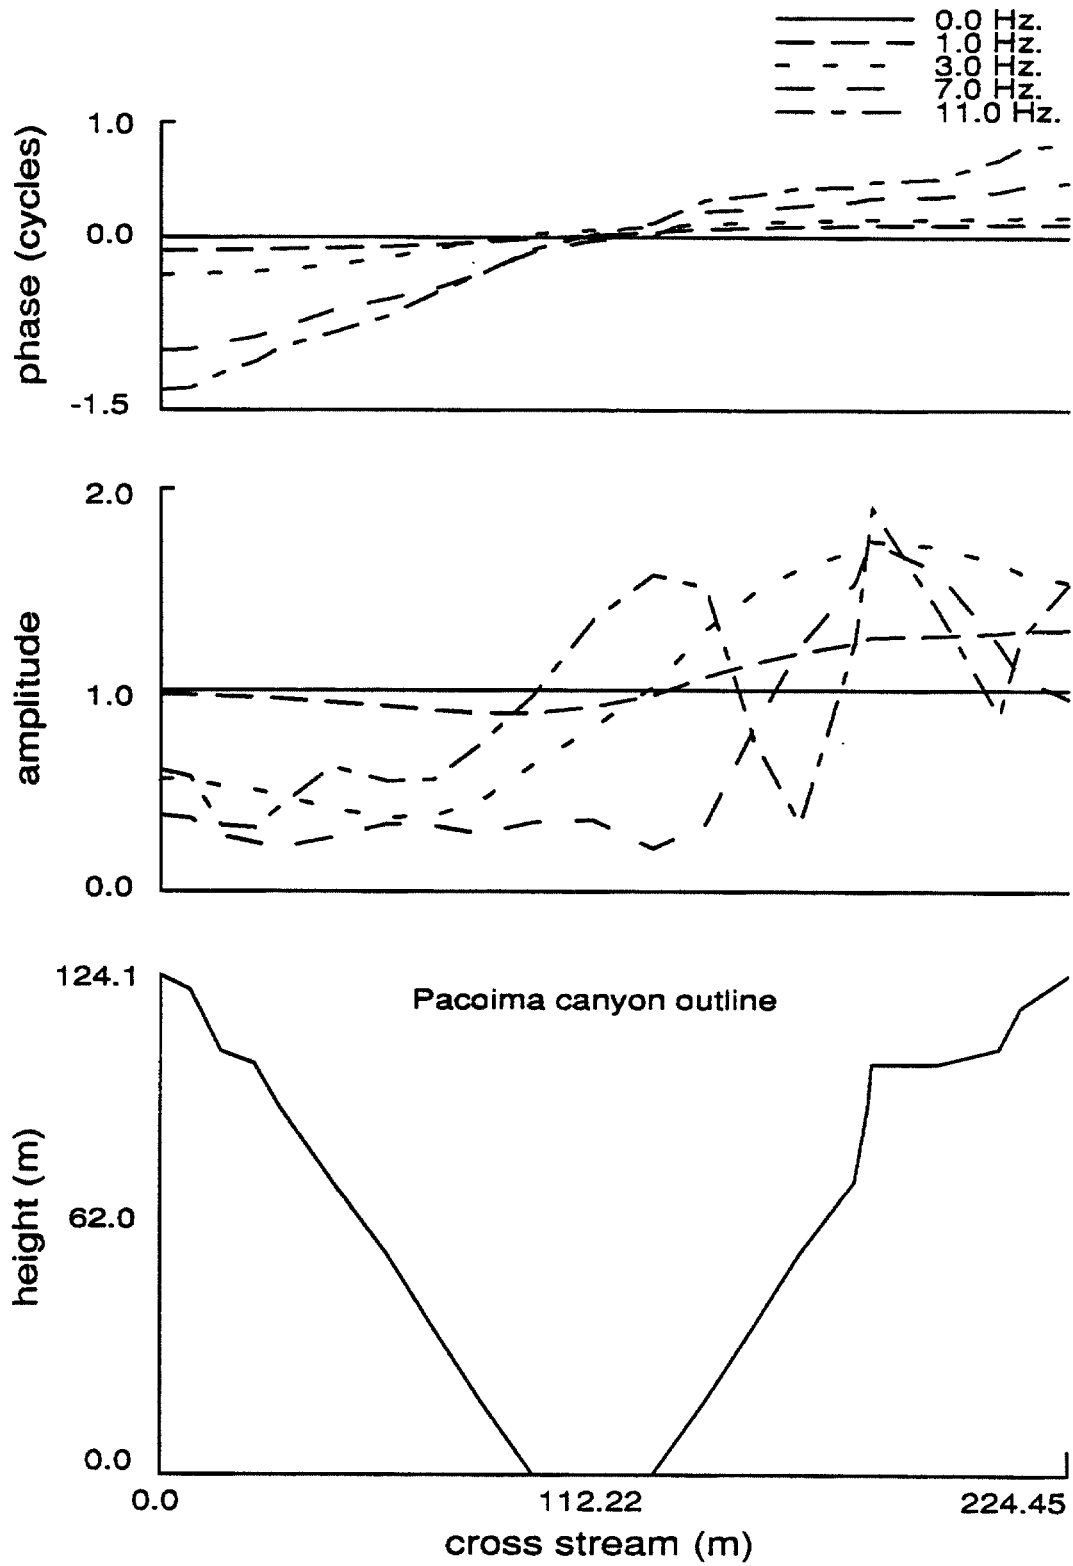 0.0 Hz.
1.0 Hz.
3.0 Hz.
7.0 Hz.
11.0 Hz.
1.0
0.0
-1.5
phase (cycles)
2.0
1.0
0.0
amplitude
124.1
62.0
0.0
height (m)
Pacoima canyon outline
0.0
112.22
224.45
cross stream (m)